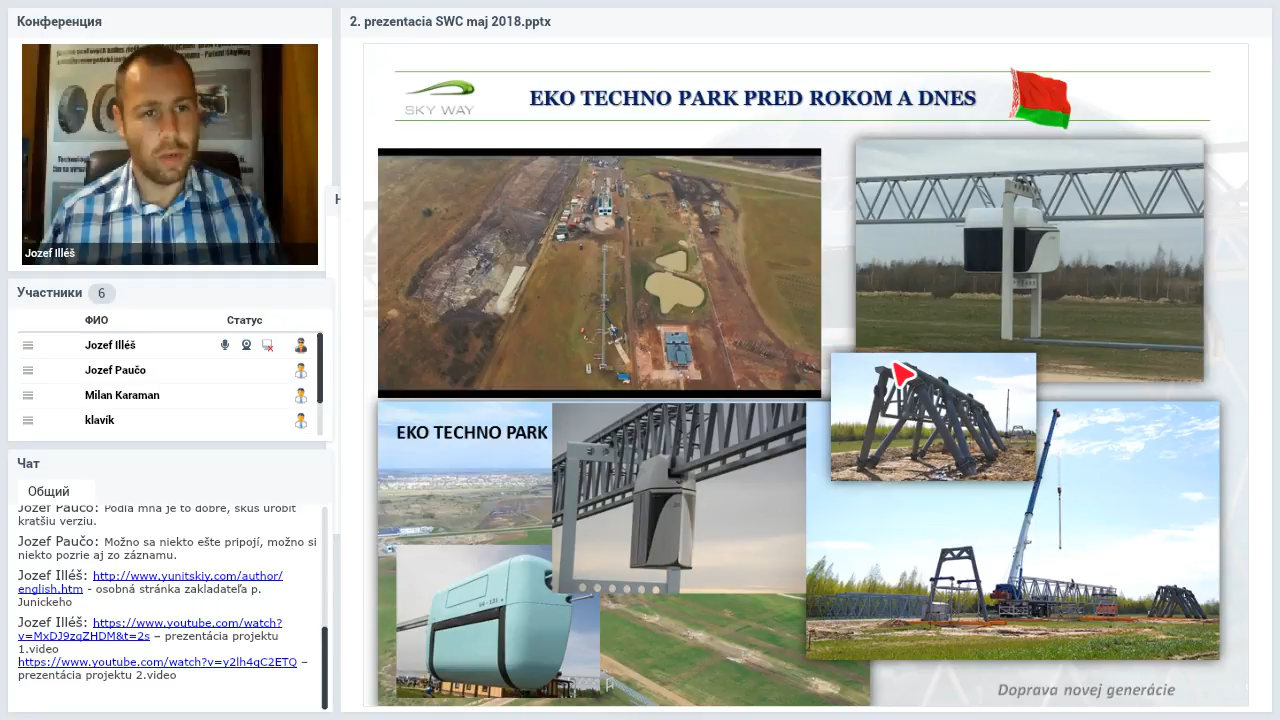 Конференция
Jozef Illéš
Участники 6
ФИО Статус
Jozef Illéš
Jozef Paučo
Milan Karaman
klavík
Чат
Общий
Jozef Paučo: Podľa mňa je to dobre, skús urobiť
kratšiu verziu.
Jozef Paučo: Možno sa niekto ešte pripojí, možno si
niekto pozrie aj zo záznamu.
Jozef Illéš: http://www.yunitskiy.com/author/
english.htm - osobná stránka zakladateľa p.
Junickeho
Jozef Illéš: https://www.youtube.com/watch?
v=MxDJ9zqZHDM&t=2s – prezentácia projektu
1.video
https://www.youtube.com/watch?v=y2lh4qC2ETQ –
prezentácia projektu 2.video
2. prezentacia SWC maj 2018.pptx
SKY WAY
EKO TECHNO PARK PRED ROKOM A DNES
EKO TECHNO PARK
Doprava novej generácie